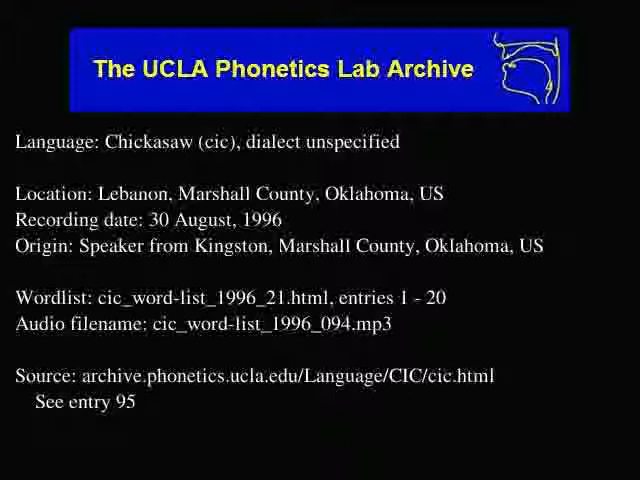 The UCLA Phonetics Lab Archive
Language: Chickasaw (cic), dialect unspecified
Location: Lebanon, Marshall County, Oklahoma, US
Recording date: 30 August, 1996
Origin: Speaker from Kingston, Marshall County, Oklahoma, US
Wordlist: cic_word-list_1996_21.html, entries 1 - 20
Audio filename: cic_word-list_1996_094.mp3
Source: archive.phonetics.ucla.edu/Language/CIC/cic.html
See entry 95